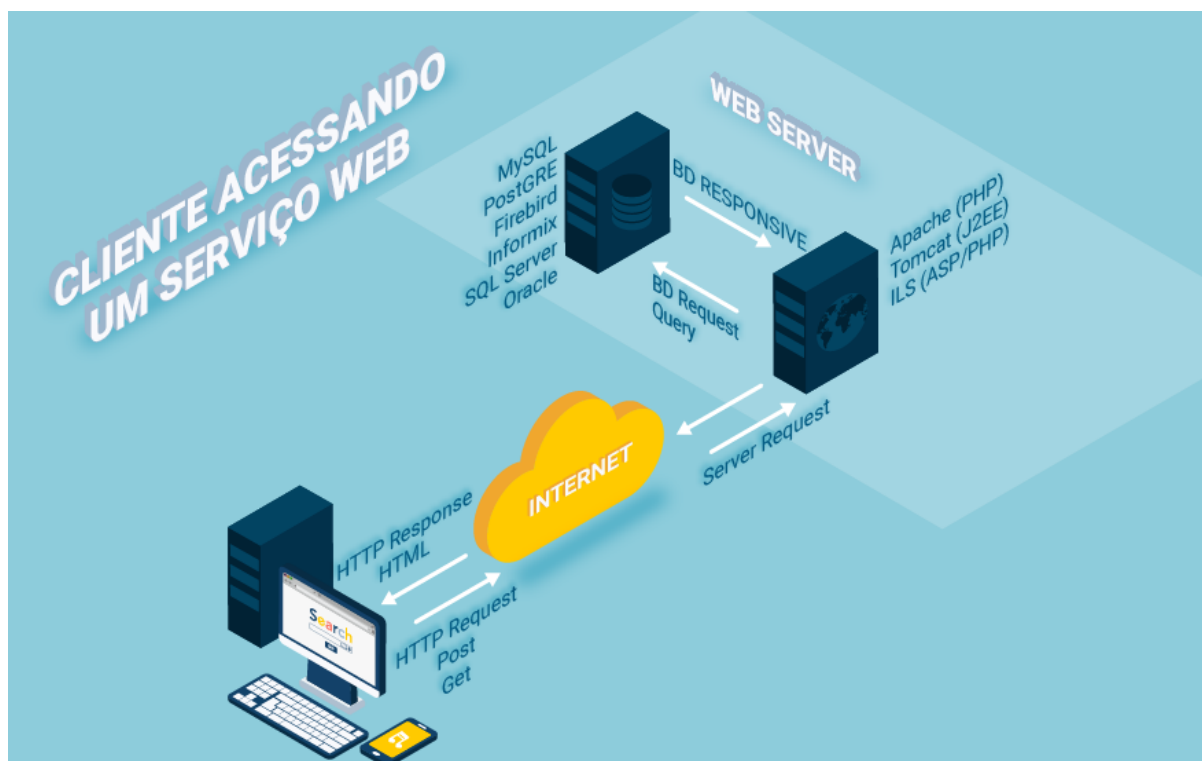 CLIENTE ACESSANDO
UM SERVIÇO WEB
WEB SERVER
MySQL
PostGRE
Firebird
Informix
SQL Server
Oracle
BD RESPONSIVE
BD Request
Query
Apache (PHP)
Tomcat (J2EE)
ILS (ASP/PHP)
Server Request
INTERNET
HTTP Response
HTML
HTTP Request
Post
Get
Search